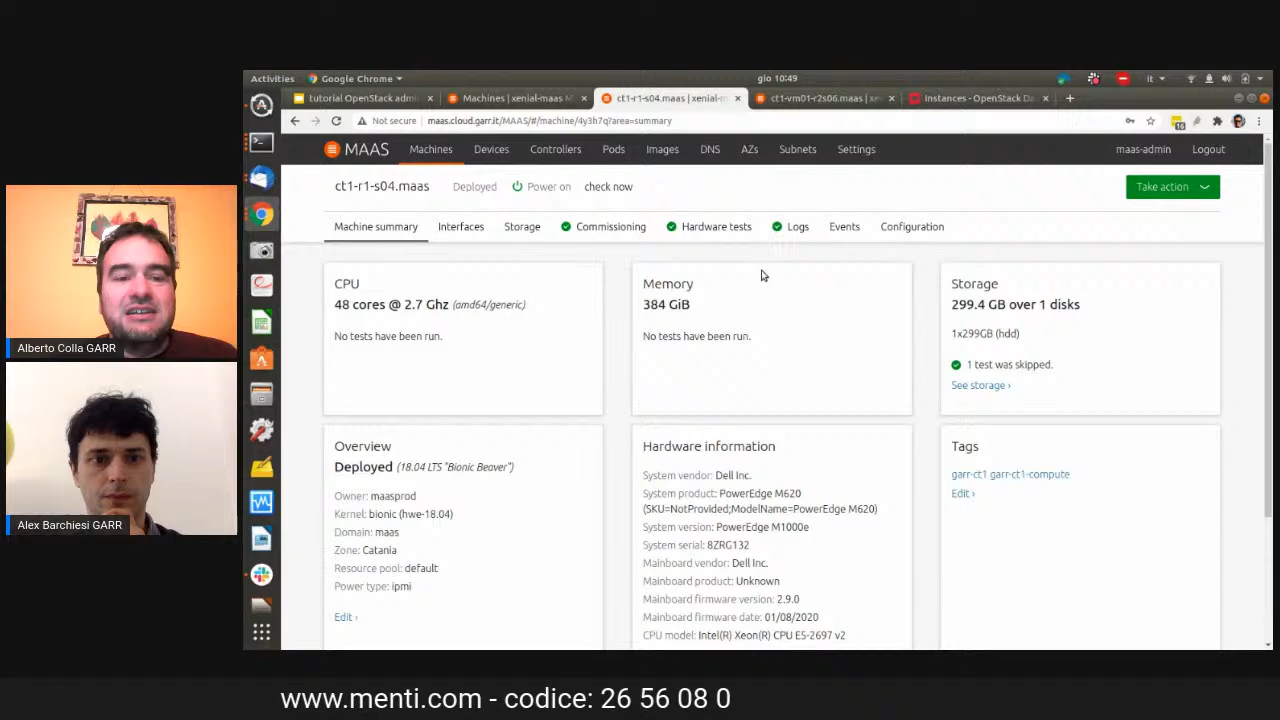 Activities Google Chrome gio 10:49 it
tutorial OpenStack admi Machines | xenial-maas M ct1-r1-s04.maas | xenial-m ct1-vm01-r2s06.maas | xen Instances - OpenStack Da
Not secure maas.cloud.garr.it/MAAS/#/machine/4y3h7q?area=summary
MAAS Machines Devices Controllers Pods Images DNS AZs Subnets Settings maas-admin Logout
ct1-r1-s04.maas Deployed Power on check now Take action
Machine summary Interfaces Storage Commissioning Hardware tests Logs Events Configuration
CPU
48 cores @ 2.7 Ghz (amd64/generic)
No tests have been run.
Memory
384 GiB
No tests have been run.
Storage
299.4 GB over 1 disks
1x299GB (hdd)
1 test was skipped.
See storage ›
Overview
Deployed (18.04 LTS "Bionic Beaver")
Owner: maasprod
Kernel: bionic (hwe-18.04)
Domain: maas
Zone: Catania
Resource pool: default
Power type: ipmi
Edit ›
Hardware information
System vendor: Dell Inc.
System product: PowerEdge M620
(SKU=NotProvided;ModelName=PowerEdge M620)
System version: PowerEdge M1000e
System serial: 8ZRG132
Mainboard vendor: Dell Inc.
Mainboard product: Unknown
Mainboard firmware version: 2.9.0
Mainboard firmware date: 01/08/2020
CPU model: Intel(R) Xeon(R) CPU E5-2697 v2
Tags
garr-ct1 garr-ct1-compute
Edit ›
Alberto Colla GARR
Alex Barchiesi GARR
www.menti.com - codice: 26 56 08 0